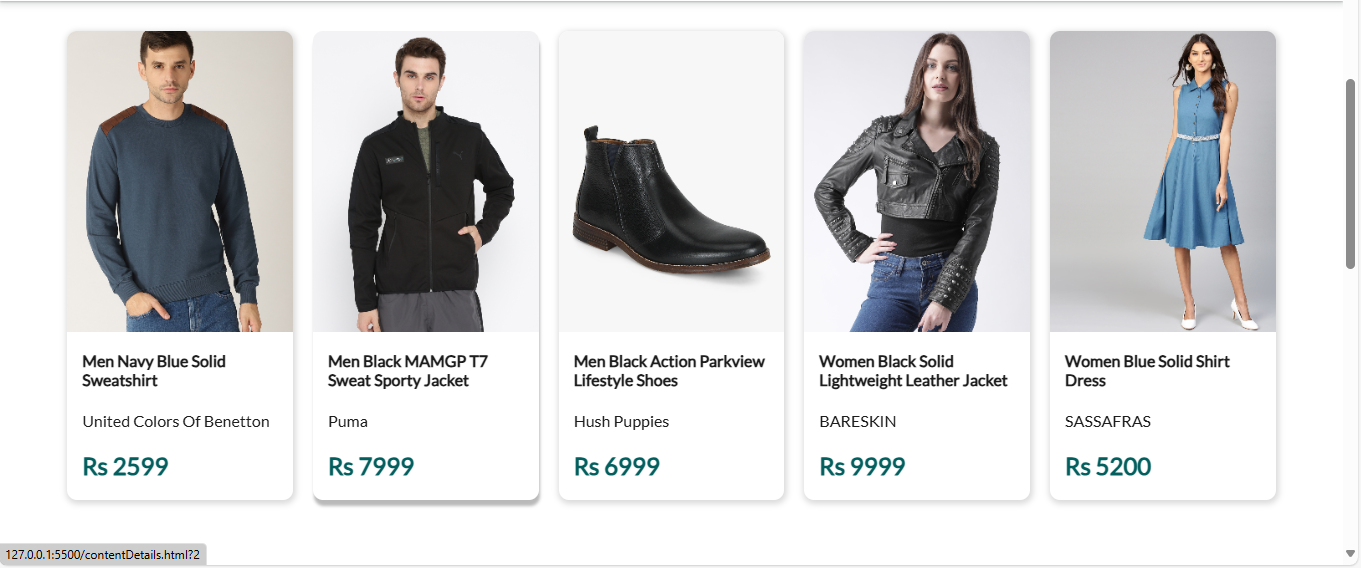 Men Navy Blue Solid
Sweatshirt
United Colors Of Benetton
Rs 2599
Men Black MAMGP T7
Sweat Sporty Jacket
Puma
Rs 7999
Men Black Action Parkview
Lifestyle Shoes
Hush Puppies
Rs 6999
Women Black Solid
Lightweight Leather Jacket
BARESKIN
Rs 9999
Women Blue Solid Shirt
Dress
SASSAFRAS
Rs 5200
127.0.0.1:5500/contentDetails.html?2